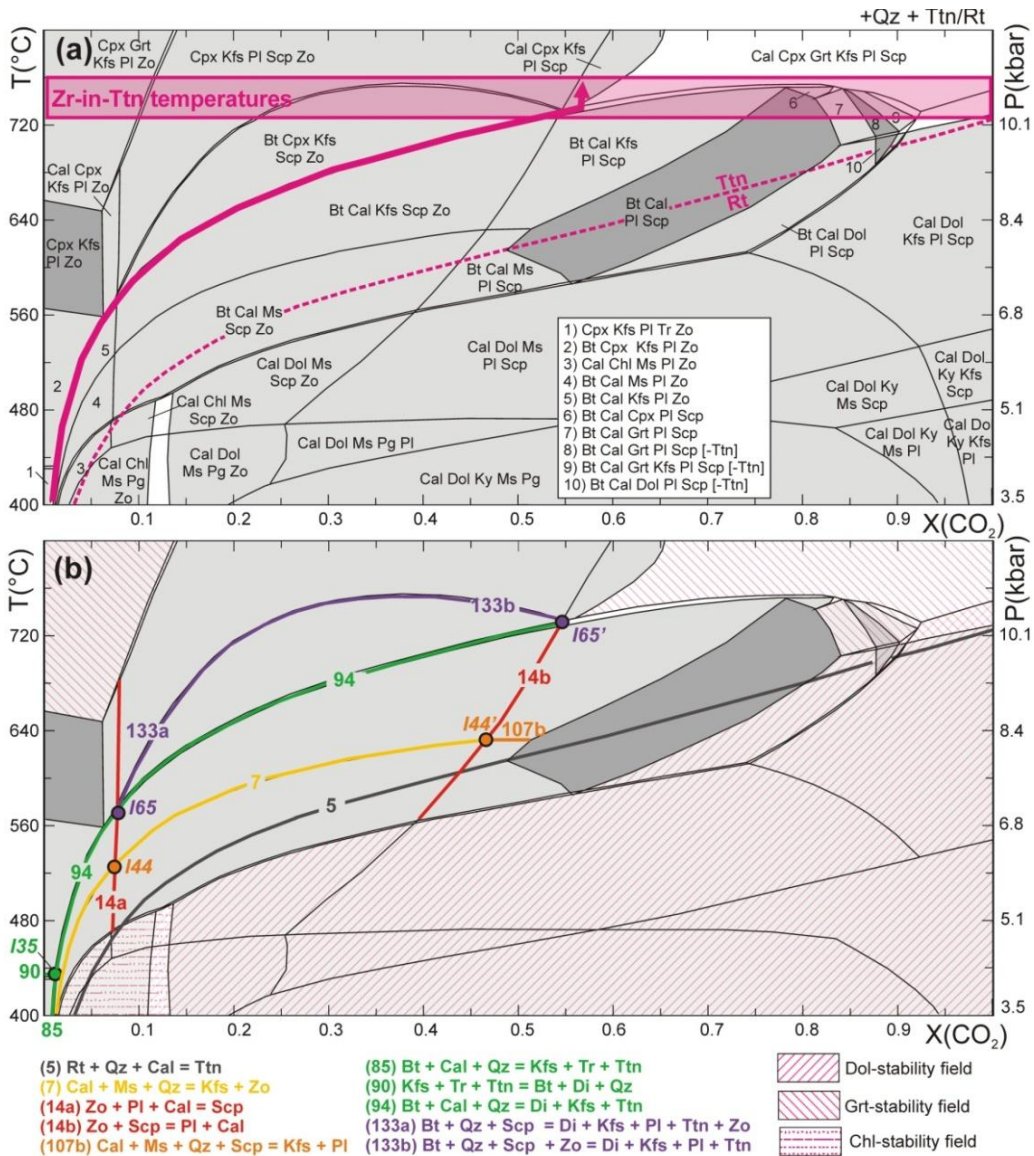 +Qz + Ttn/Rt
(a)
T(°C)
P(kbar)
Cpx Grt
Kfs Pl Zo
Cpx Kfs Pl Scp Zo
Cal Cpx Kfs
Pl Scp
Cal Cpx Grt Kfs Pl Scp
Zr-in-Ttn temperatures
720
10.1
6
7
8
9
10
Bt Cpx Kfs
Scp Zo
Bt Cal Kfs
Pl Scp
Ttn
Rt
Cal Cpx
Kfs Pl Zo
Bt Cal Kfs Scp Zo
Bt Cal
Pl Scp
640
8.4
Cpx Kfs
Pl Zo
Bt Cal Dol
Pl Scp
Cal Dol
Kfs Pl Scp
Bt Cal Ms
Pl Scp
560
6.8
Bt Cal Ms
Scp Zo
5
2
4
3
1
Cal Dol Ms
Scp Zo
Cal Dol Ms
Pl Scp
Cal Dol
Ky Kfs
Scp
Cal Dol Ky
Ms Scp
480
5.1
Cal Chl Ms
Scp Zo
Cal Chl
Ms Pg
Zo
Cal Dol
Ms Pg Zo
Cal Dol Ms Pg Pl
Cal Dol Ky Ms Pg
Cal Dol Ky
Ms Pl
Cal Do
Ky Kfs
Pl
1) Cpx Kfs Pl Tr Zo
2) Bt Cpx Kfs Pl Zo
3) Cal Chl Ms Pl Zo
4) Bt Cal Ms Pl Zo
5) Bt Cal Kfs Pl Zo
6) Bt Cal Cpx Pl Scp
7) Bt Cal Grt Pl Scp
8) Bt Cal Grt Pl Scp [-Ttn]
9) Bt Cal Grt Kfs Pl Scp [-Ttn]
10) Bt Cal Dol Pl Scp [-Ttn]
400
3.5
0.1 0.2 0.3 0.4 0.5 0.6 0.7 0.8 0.9
X(CO2)
(b)
T(°C)
P(kbar)
133b
I65'
720
10.1
94
14b
133a
I44'
107b
640
8.4
7
I65
5
560
6.8
94
I44
14a
480
5.1
I35
90
400
3.5
85
0.1 0.2 0.3 0.4 0.5 0.6 0.7 0.8 0.9
X(CO2)
(5) Rt + Qz + Cal = Ttn
(7) Cal + Ms + Qz = Kfs + Zo
(14a) Zo + Pl + Cal = Scp
(14b) Zo + Scp = Pl + Cal
(107b) Cal + Ms + Qz + Scp = Kfs + Pl
(85) Bt + Cal + Qz = Kfs + Tr + Ttn
(90) Kfs + Tr + Ttn = Bt + Di + Qz
(94) Bt + Cal + Qz = Di + Kfs + Ttn
(133a) Bt + Qz + Scp = Di + Kfs + Pl + Ttn + Zo
(133b) Bt + Qz + Scp + Zo = Di + Kfs + Pl + Ttn
Dol-stability field
Grt-stability field
Chl-stability field